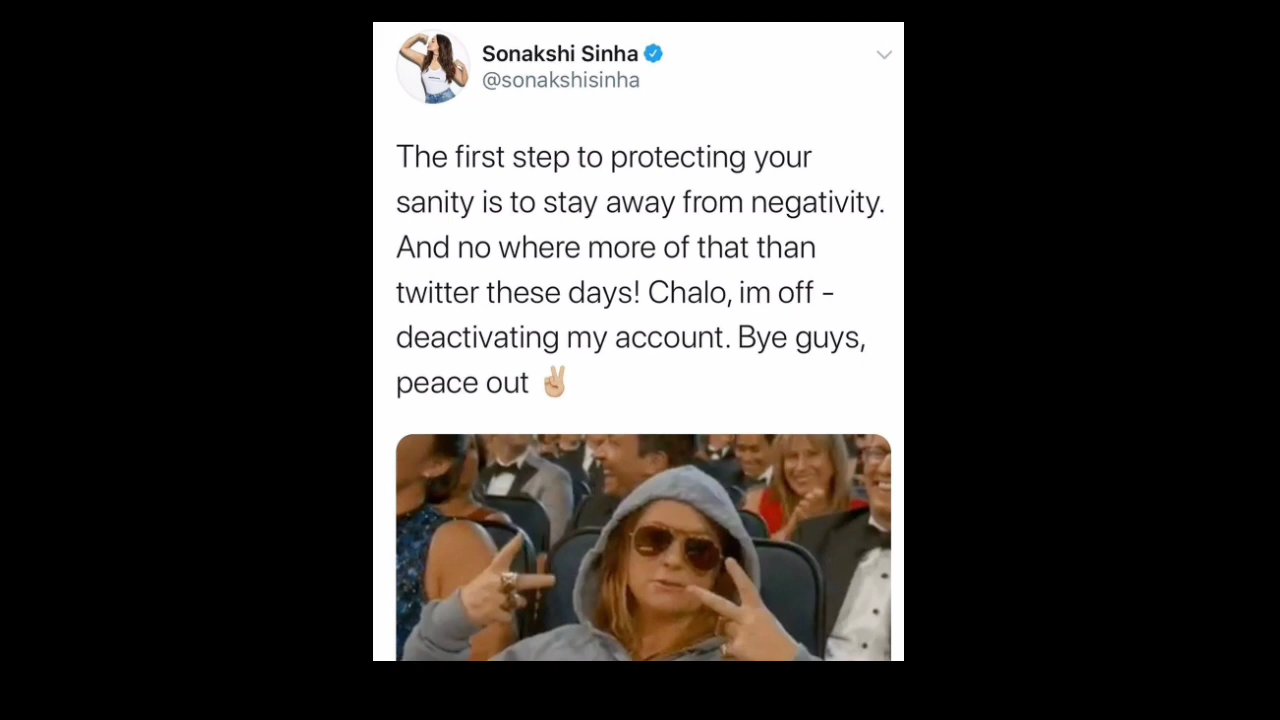 Sonakshi Sinha
@sonakshisinha
The first step to protecting your
sanity is to stay away from negativity.
And no where more of that than
twitter these days! Chalo, im off -
deactivating my account. Bye guys,
peace out ✌🏼